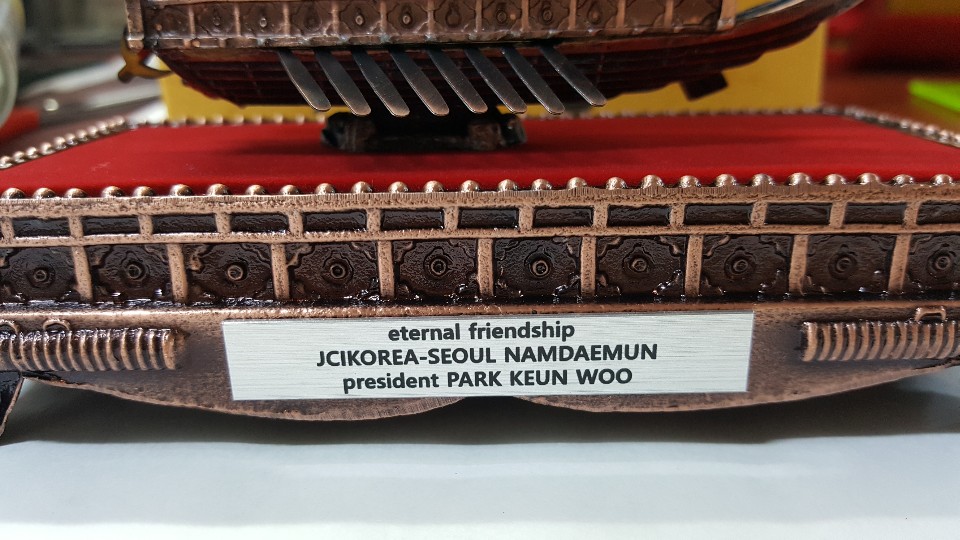 eternal friendship
JCIKOREA-SEOUL NAMDAEMUN
president PARK KEUN WOO